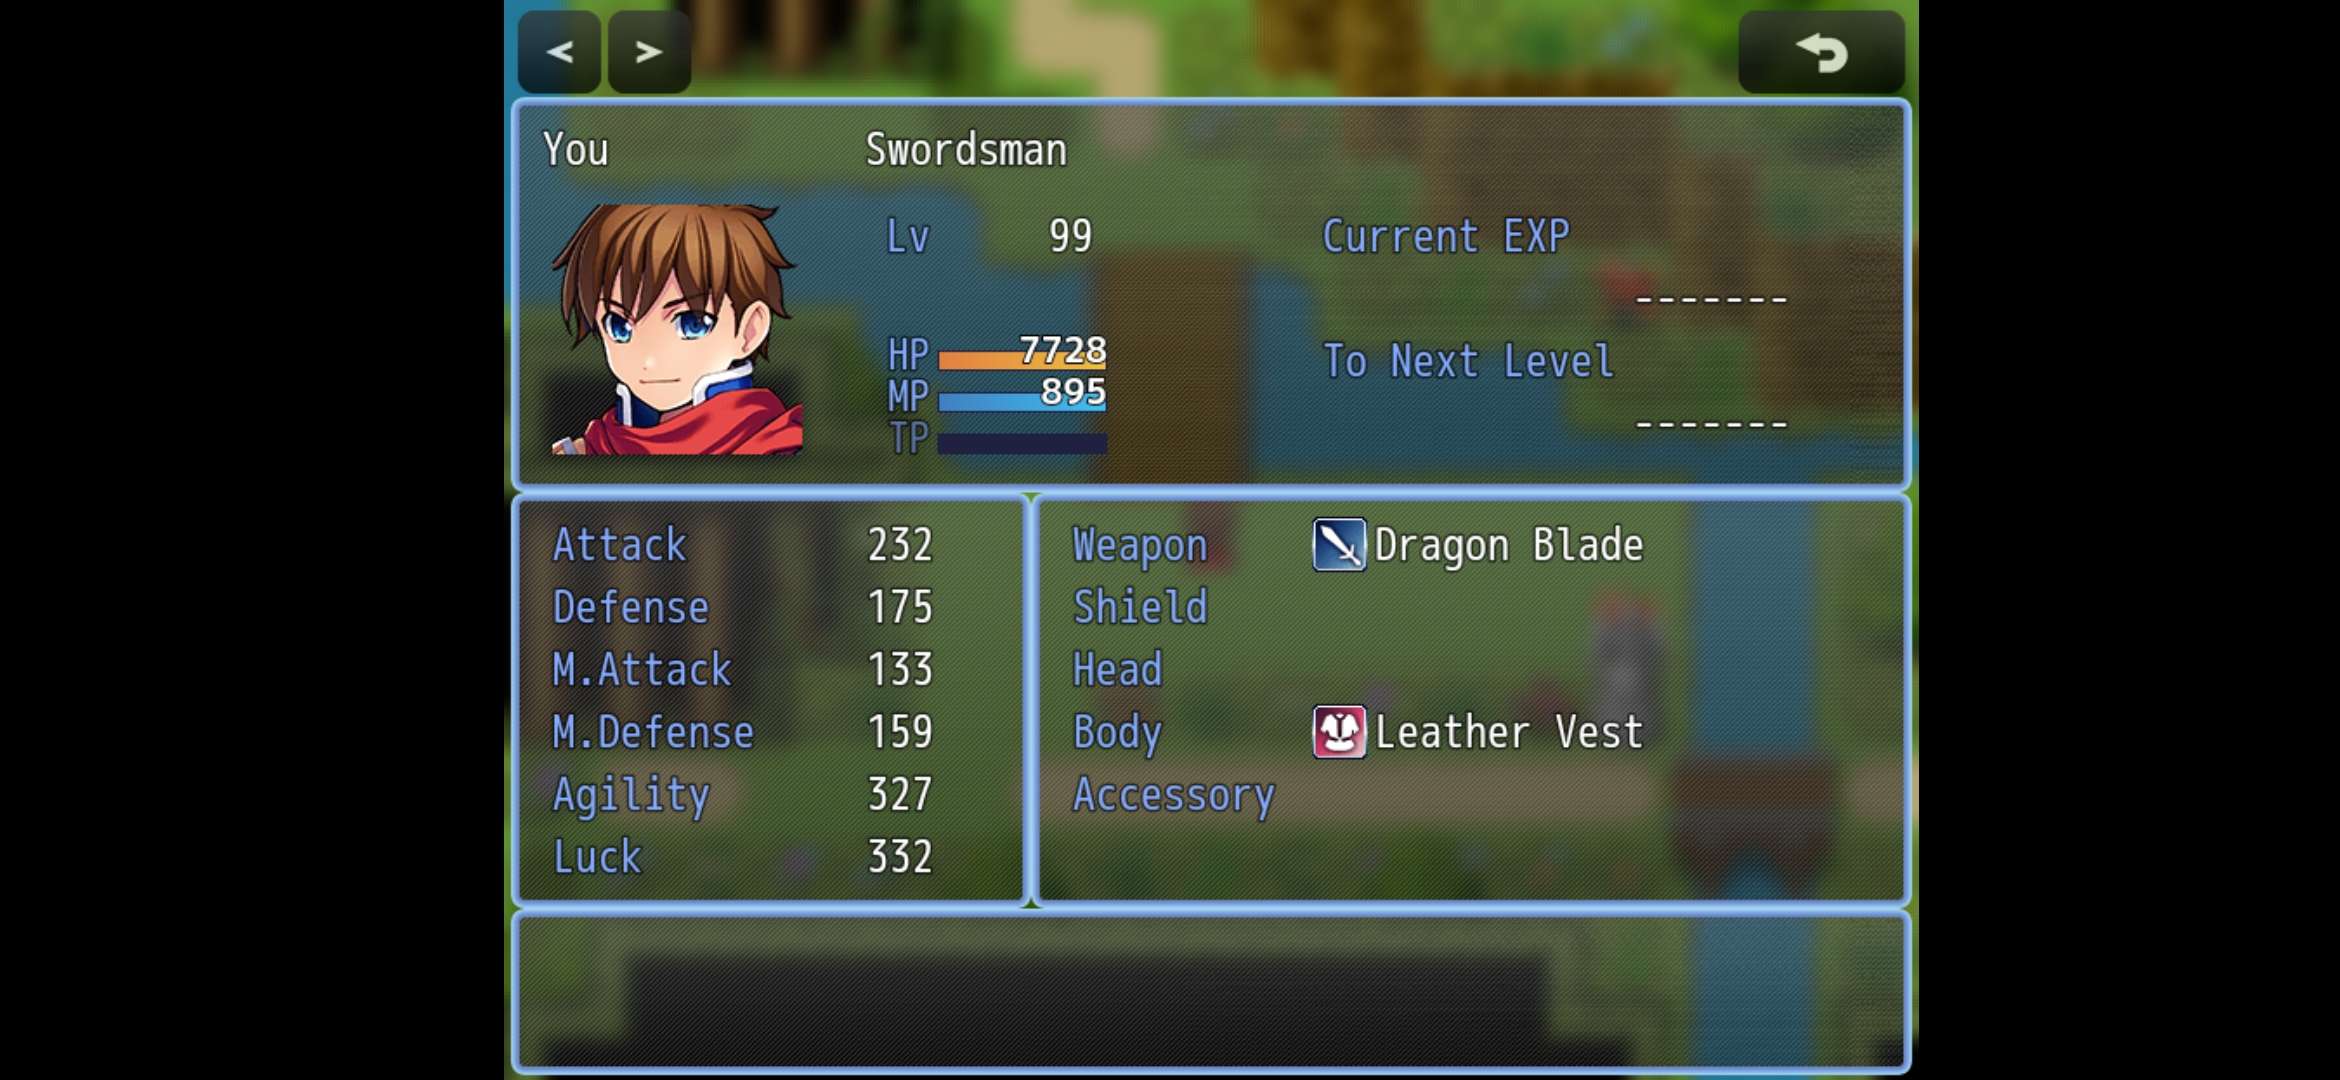 < >
You Swordsman
Lv 99 Current EXP
-------
HP 7728
To Next Level
MP 895
TP
-------
Attack 232 Weapon Dragon Blade
Defense 175 Shield
M.Attack 133 Head
M.Defense 159 Body Leather Vest
Agility 327 Accessory
Luck 332